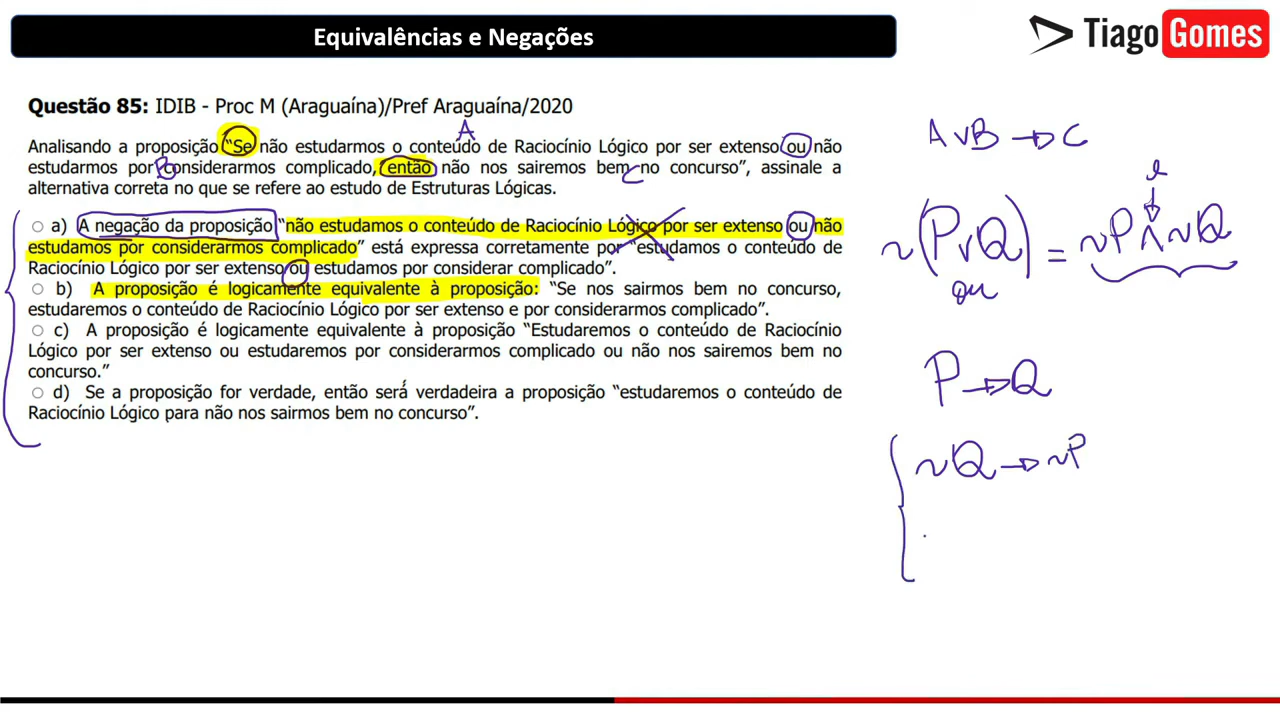 Equivalências e Negações
Tiago Gomes
Questão 85: IDIB - Proc M (Araguaína)/Pref Araguaína/2020
A
Analisando a proposição "Se não estudarmos o conteúdo de Raciocínio Lógico por ser extenso ou não
estudarmos por considerarmos complicado, então não nos sairemos bem no concurso", assinale a
B
C
alternativa correta no que se refere ao estudo de Estruturas Lógicas.
a) A negação da proposição "não estudamos o conteúdo de Raciocínio Lógico por ser extenso ou não
estudamos por considerarmos complicado" está expressa corretamente por "estudamos o conteúdo de
Raciocínio Lógico por ser extenso ou estudamos por considerar complicado".
b) A proposição é logicamente equivalente à proposição: "Se nos sairmos bem no concurso,
estudaremos o conteúdo de Raciocínio Lógico por ser extenso e por considerarmos complicado".
c) A proposição é logicamente equivalente à proposição "Estudaremos o conteúdo de Raciocínio
Lógico por ser extenso ou estudaremos por considerarmos complicado ou não nos sairemos bem no
concurso."
d) Se a proposição for verdade, então será verdadeira a proposição "estudaremos o conteúdo de
Raciocínio Lógico para não nos sairmos bem no concurso".
A v B → C
e
~(P v Q) = ~P ^ ~Q
ou
P → Q
~Q → ~P